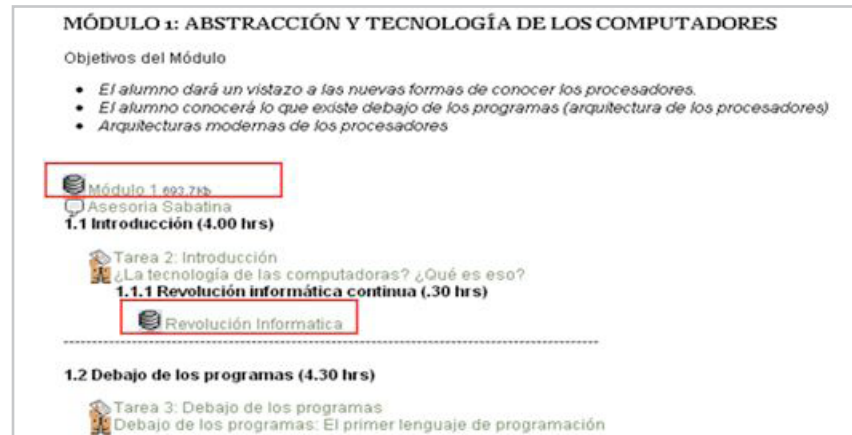 MÓDULO 1: ABSTRACCIÓN Y TECNOLOGÍA DE LOS COMPUTADORES
Objetivos del Módulo
• El alumno dará un vistazo a las nuevas formas de conocer los procesadores.
• El alumno conocerá lo que existe debajo de los programas (arquitectura de los procesadores)
• Arquitecturas modernas de los procesadores
Módulo 1 693.7Kb
Asesoria Sabatina
1.1 Introducción (4.00 hrs)
Tarea 2: Introducción
¿La tecnología de las computadoras? ¿Qué es eso?
1.1.1 Revolución informática continua (.30 hrs)
Revolución Informatica
1.2 Debajo de los programas (4.30 hrs)
Tarea 3: Debajo de los programas
Debajo de los programas: El primer lenguaje de programación